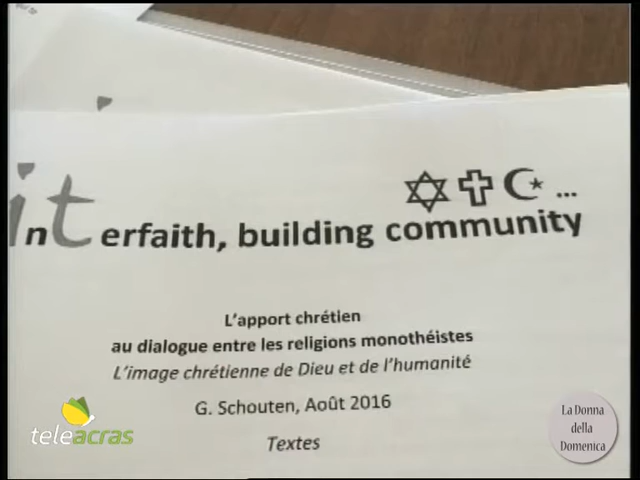 interfaith, building community
...
L'apport chrétien
au dialogue entre les religions monothéistes
L'image chrétienne de Dieu et de l'humanité
G. Schouten, Août 2016
Textes
teleacras
La Donna
della
Domenica